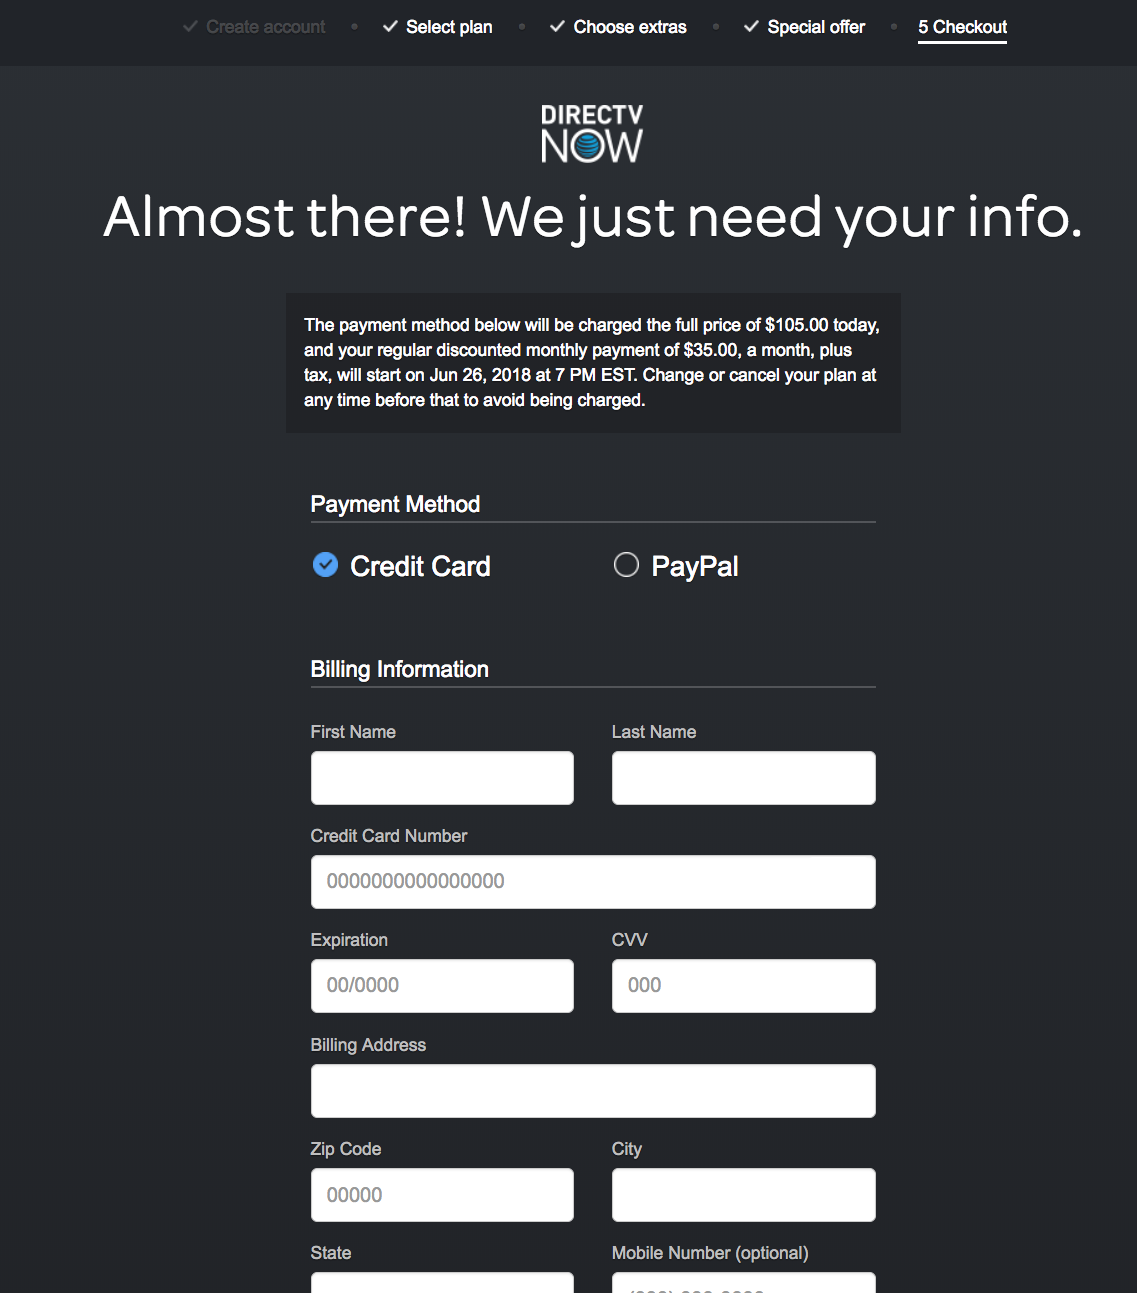 Create account
Select plan
Choose extras
Special offer
5 Checkout
DIRECTV
NOW
Almost there! We just need your info.
The payment method below will be charged the full price of $105.00 today,
and your regular discounted monthly payment of $35.00, a month, plus
tax, will start on Jun 26, 2018 at 7 PM EST. Change or cancel your plan at
any time before that to avoid being charged.
Payment Method
Credit Card
PayPal
Billing Information
First Name
Last Name
Credit Card Number
0000000000000000
Expiration
CVV
00/0000
000
Billing Address
Zip Code
City
00000
State
Mobile Number (optional)